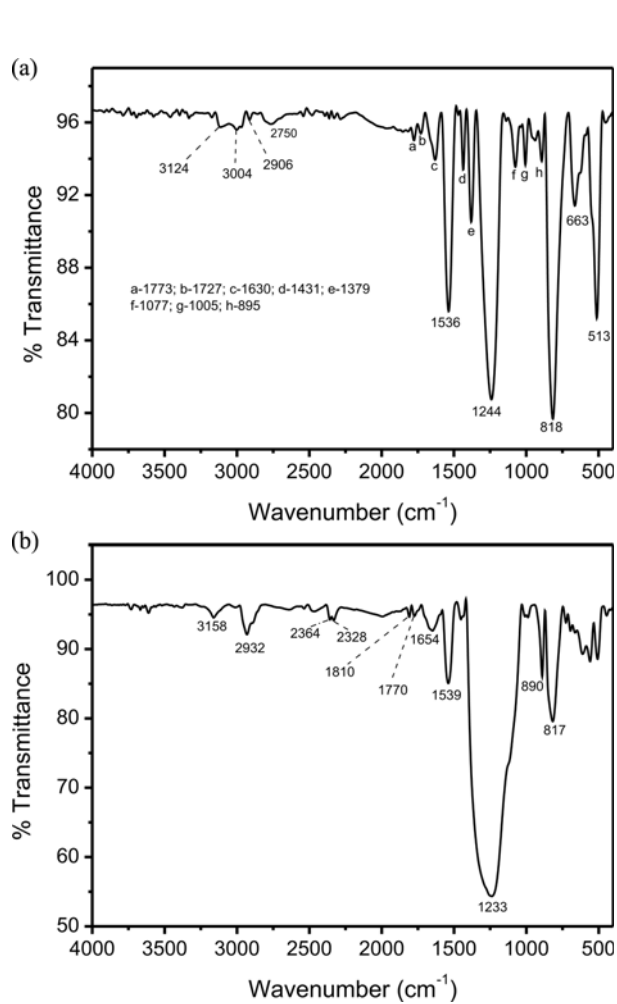 (a)
96
92
88
84
80
% Transmittance
3124
3004
2906
2750
a
b
c
d
e
f
g
h
663
a-1773; b-1727; c-1630; d-1431; e-1379
f-1077; g-1005; h-895
1536
1244
818
513
4000 3500 3000 2500 2000 1500 1000 500
Wavenumber (cm⁻¹)
(b)
100
90
80
70
60
50
% Transmittance
3158
2932
2364
2328
1810
1770
1654
1539
890
817
1233
4000 3500 3000 2500 2000 1500 1000 500
Wavenumber (cm⁻¹)